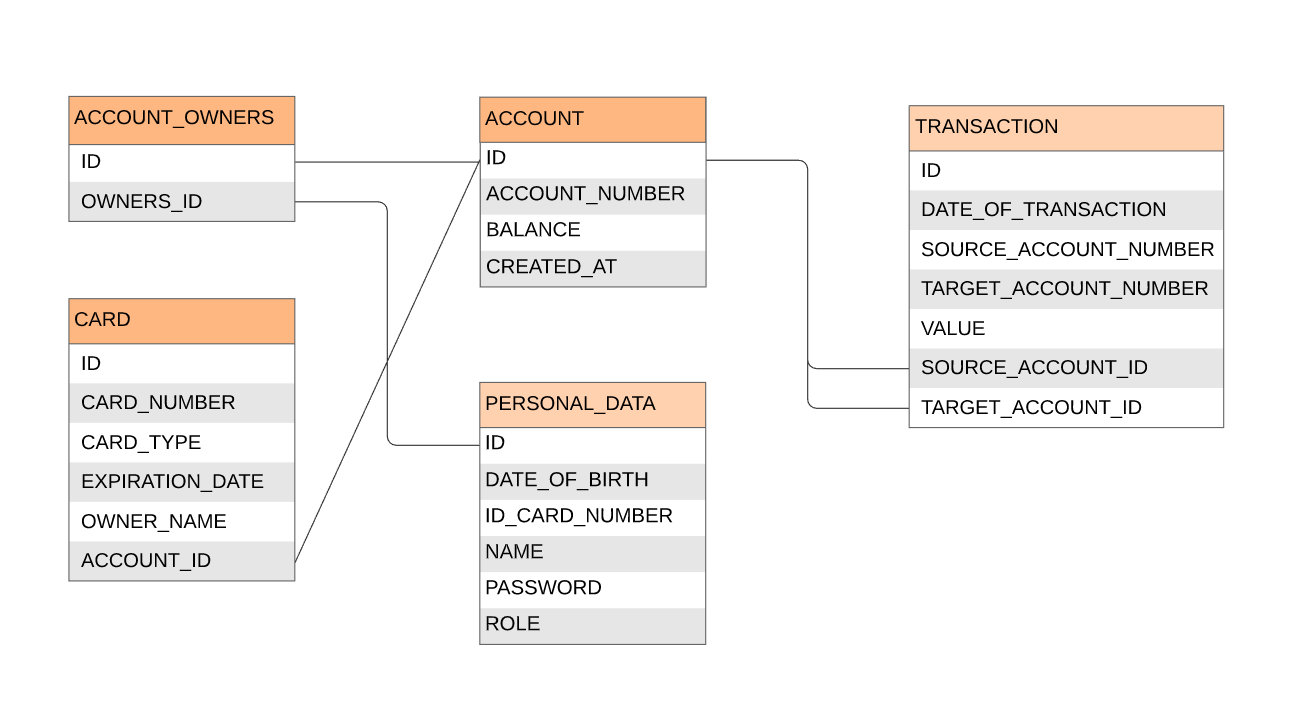 ACCOUNT_OWNERS
ID
OWNERS_ID
CARD
ID
CARD_NUMBER
CARD_TYPE
EXPIRATION_DATE
OWNER_NAME
ACCOUNT_ID
ACCOUNT
ID
ACCOUNT_NUMBER
BALANCE
CREATED_AT
PERSONAL_DATA
ID
DATE_OF_BIRTH
ID_CARD_NUMBER
NAME
PASSWORD
ROLE
TRANSACTION
ID
DATE_OF_TRANSACTION
SOURCE_ACCOUNT_NUMBER
TARGET_ACCOUNT_NUMBER
VALUE
SOURCE_ACCOUNT_ID
TARGET_ACCOUNT_ID